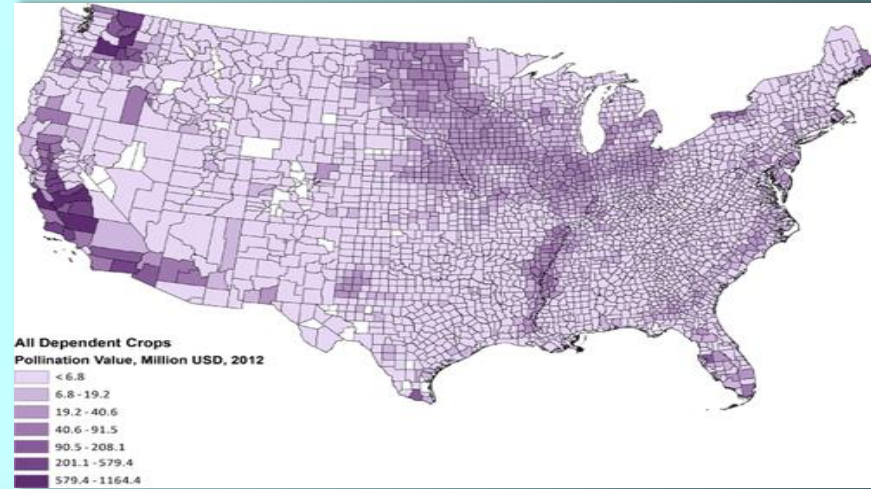 All Dependent Crops
Pollination Value, Million USD, 2012
< 6.8
6.8 - 19.2
19.2 - 40.6
40.6 - 91.5
90.5 - 208.1
201.1 - 579.4
579.4 - 1164.4